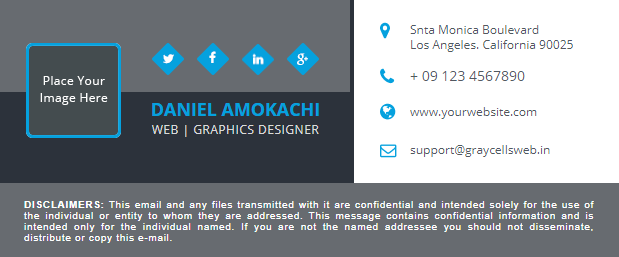 Place Your
Image Here
DANIEL AMOKACHI
WEB | GRAPHICS DESIGNER
Snta Monica Boulevard
Los Angeles. California 90025
+ 09 123 4567890
www.yourwebsite.com
support@graycellsweb.in
DISCLAIMERS: This email and any files transmitted with it are confidential and intended solely for the use of
the individual or entity to whom they are addressed. This message contains confidential information and is
intended only for the individual named. If you are not the named addressee you should not disseminate,
distribute or copy this e-mail.